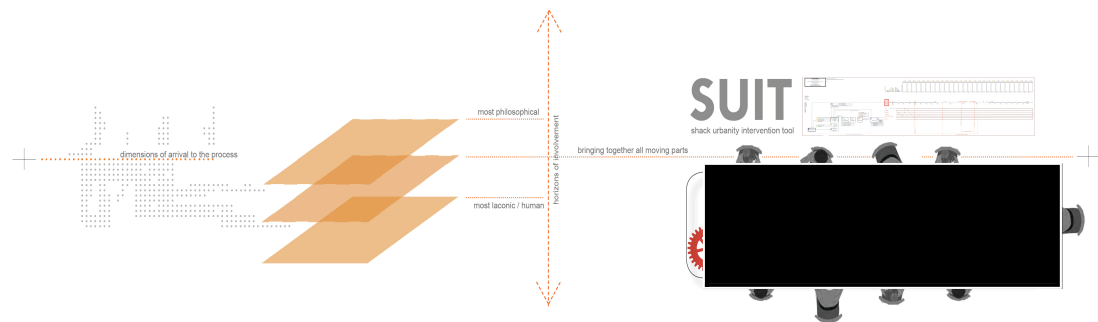 SUIT
shack urbanity intervention tool
most philosophical
dimensions of arrival to the process
bringing together all moving parts
horizons of involvement
most laconic / human